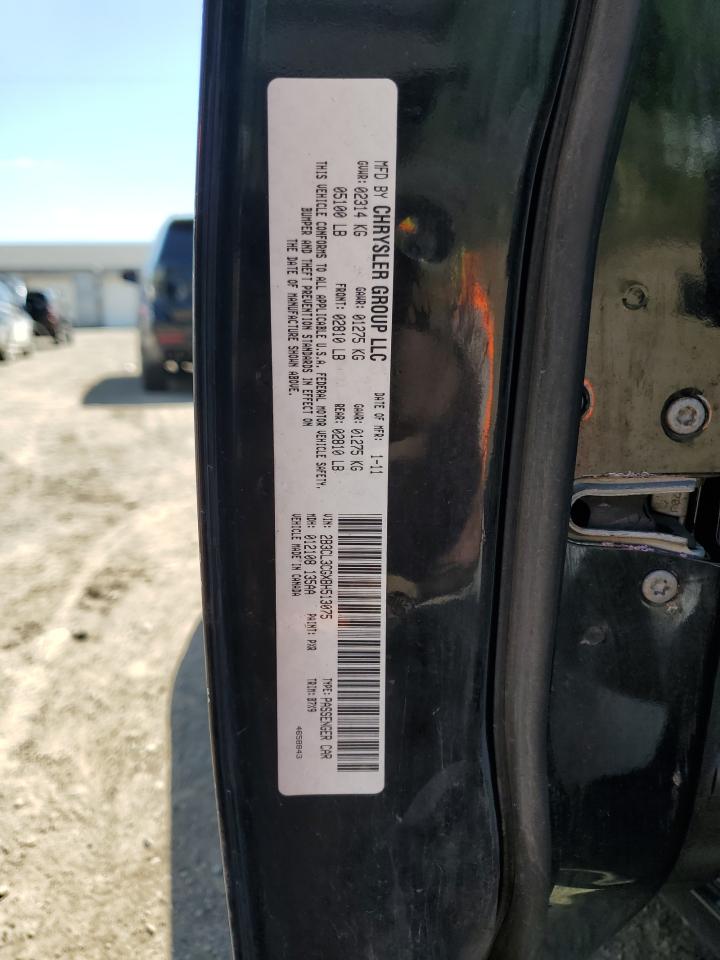 MFD BY CHRYSLER GROUP LLC
DATE OF MFR: 1-11
GVWR: 02314 KG GAWR: 01275 KG GAWR: 01275 KG
05100 LB FRONT: 02810 LB REAR: 02810 LB
THIS VEHICLE CONFORMS TO ALL APPLICABLE U.S.A. FEDERAL MOTOR VEHICLE SAFETY,
BUMPER AND THEFT PREVENTION STANDARDS IN EFFECT ON
THE DATE OF MANUFACTURE SHOWN ABOVE.
VIN: 2B3CL3CGXBH513075 TYPE: PASSENGER CAR
MDH: 012108 135AA PAINT: PXR TRIM: B7X9
VEHICLE MADE IN CANADA 4658843